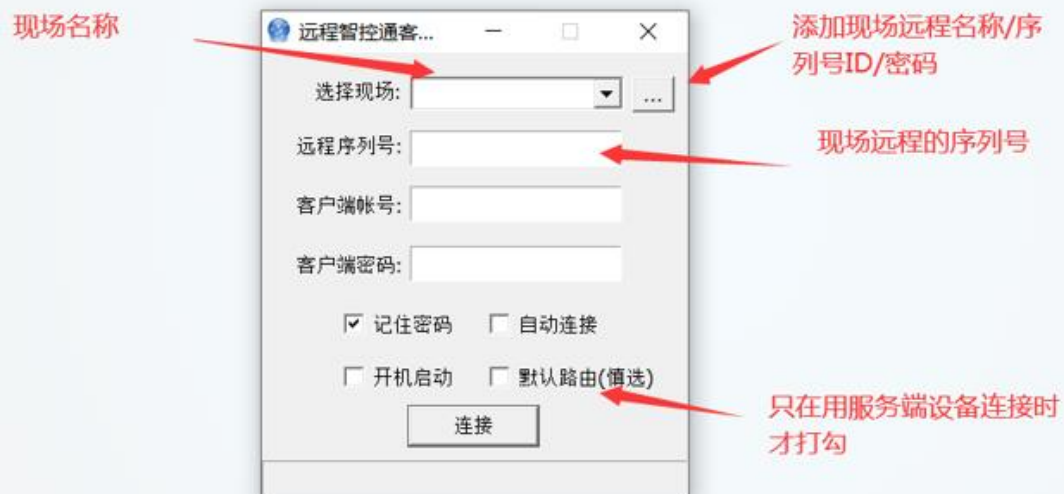 现场名称
远程智控通客...
添加现场远程名称/序
列号ID/密码
选择现场:
...
现场远程的序列号
远程序列号:
客户端帐号:
客户端密码:
记住密码 自动连接
开机启动 默认路由(慎选)
只在用服务端设备连接时
才打勾
连接